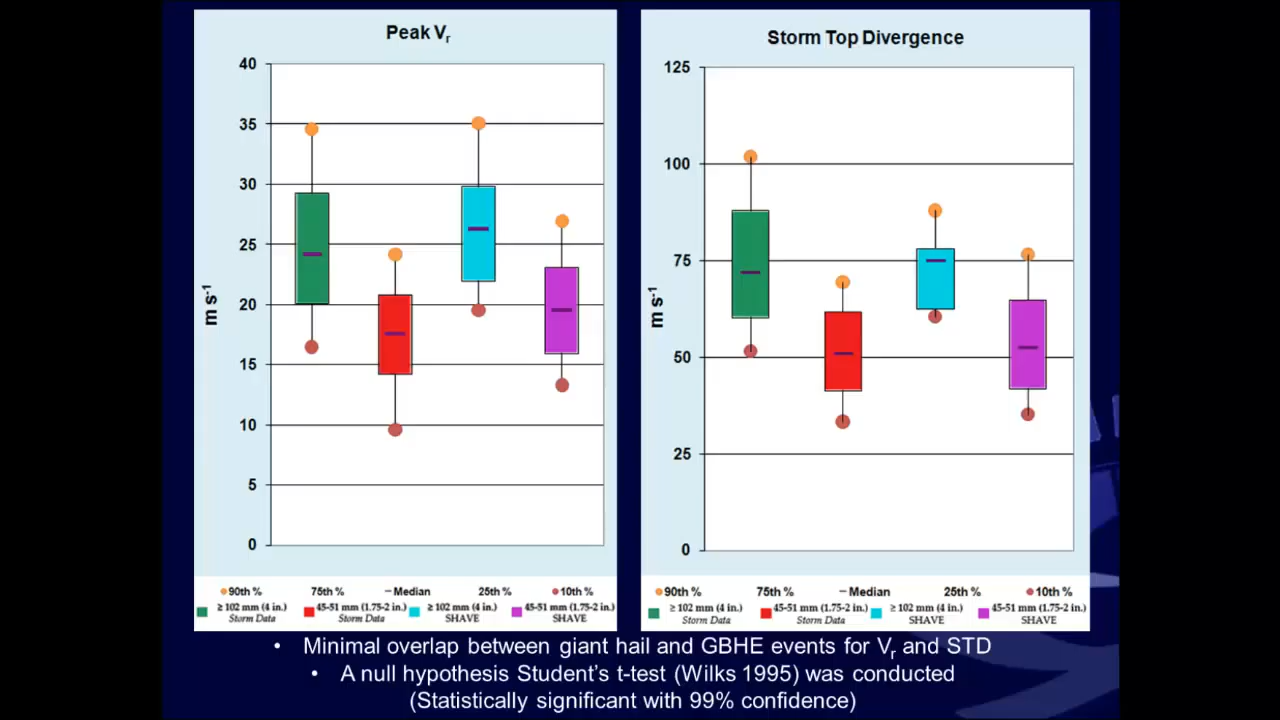 Peak Vr
40
35
30
25
20
15
10
5
0
m s-1
90th % 75th % Median 25th % 10th %
≥ 102 mm (4 in.) 45-51 mm (1.75-2 in.) ≥ 102 mm (4 in.) 45-51 mm (1.75-2 in.)
Storm Data Storm Data SHAVE SHAVE
Storm Top Divergence
125
100
75
50
25
0
m s-1
90th % 75th % Median 25th % 10th %
≥ 102 mm (4 in.) 45-51 mm (1.75-2 in.) ≥ 102 mm (4 in.) 45-51 mm (1.75-2 in.)
Storm Data Storm Data SHAVE SHAVE
• Minimal overlap between giant hail and GBHE events for Vr and STD
• A null hypothesis Student's t-test (Wilks 1995) was conducted
(Statistically significant with 99% confidence)